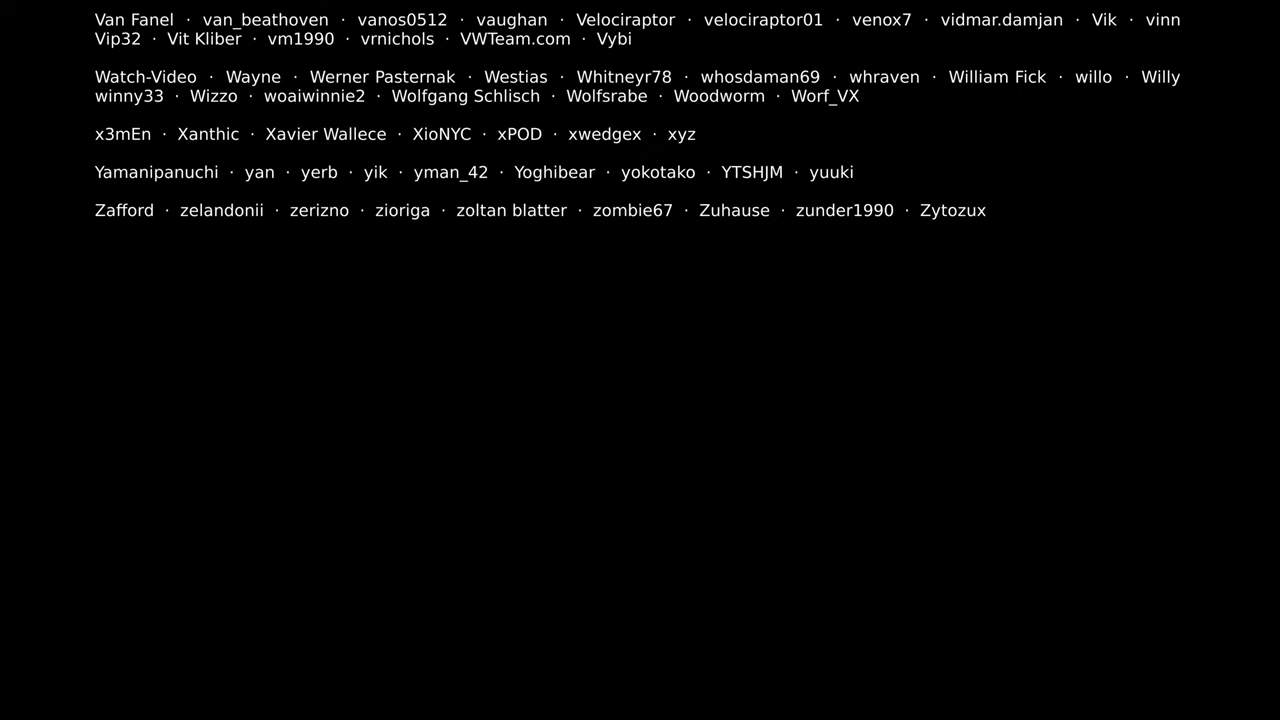 Van Fanel · van_beathoven · vanos0512 · vaughan · Velociraptor · velociraptor01 · venox7 · vidmar.damjan · Vik · vinn
Vip32 · Vit Kliber · vm1990 · vrnichols · VWTeam.com · Vybi
Watch-Video · Wayne · Werner Pasternak · Westias · Whitneyr78 · whosdaman69 · whraven · William Fick · willo · Willy
winny33 · Wizzo · woaiwinnie2 · Wolfgang Schlisch · Wolfsrabe · Woodworm · Worf_VX
x3mEn · Xanthic · Xavier Wallece · XioNYC · xPOD · xwedgex · xyz
Yamanipanuchi · yan · yerb · yik · yman_42 · Yoghibear · yokotako · YTSHJM · yuuki
Zafford · zelandonii · zerizno · zioriga · zoltan blatter · zombie67 · Zuhause · zunder1990 · Zytozux